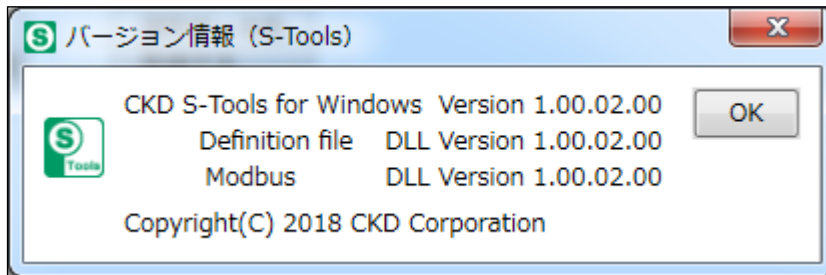 S バージョン情報（S-Tools）
CKD S-Tools for Windows Version 1.00.02.00
Definition file DLL Version 1.00.02.00
Modbus DLL Version 1.00.02.00
Copyright(C) 2018 CKD Corporation
OK
S
Tools